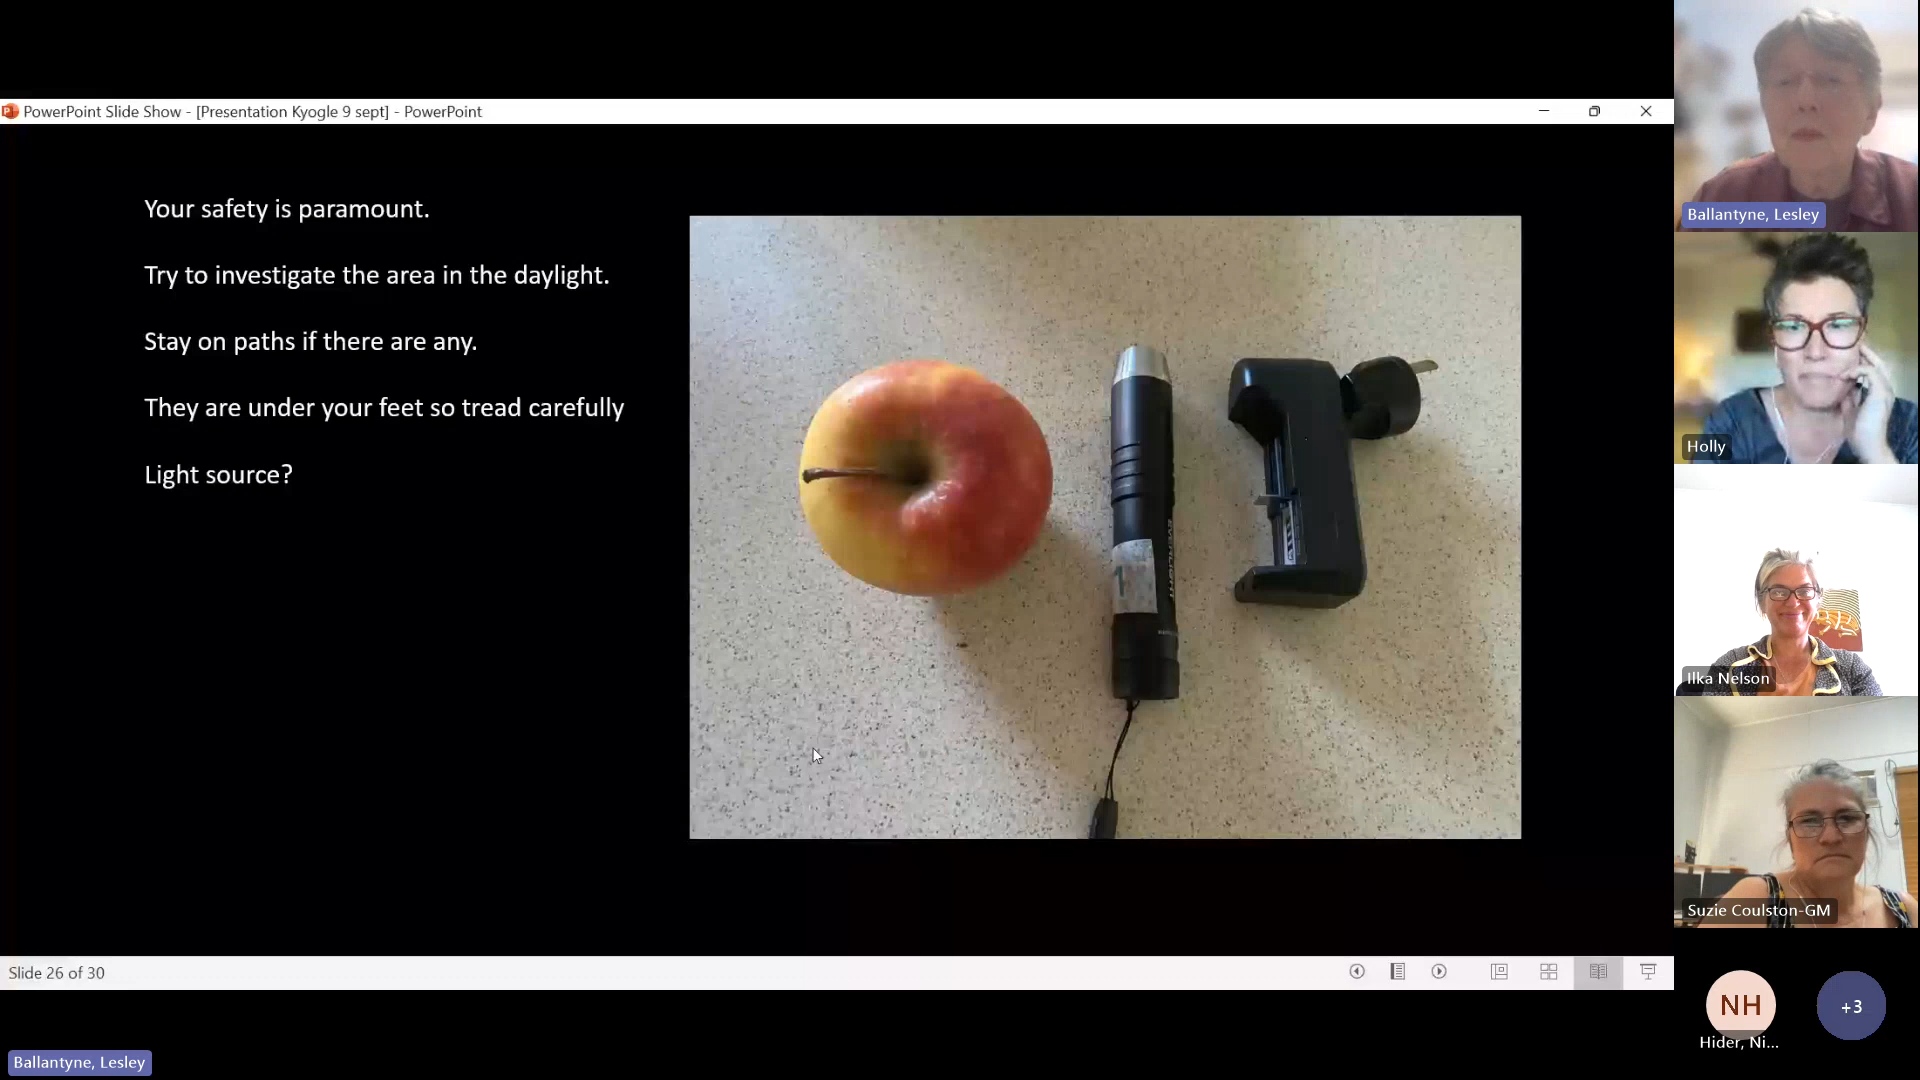 PowerPoint Slide Show - [Presentation Kyogle 9 sept] - PowerPoint
Your safety is paramount.
Try to investigate the area in the daylight.
Stay on paths if there are any.
They are under your feet so tread carefully
Light source?
1
Slide 26 of 30
Ballantyne, Lesley
Ballantyne, Lesley
Holly
Ilka Nelson
Suzie Coulston-GM
NH
Hider, Ni...
+3